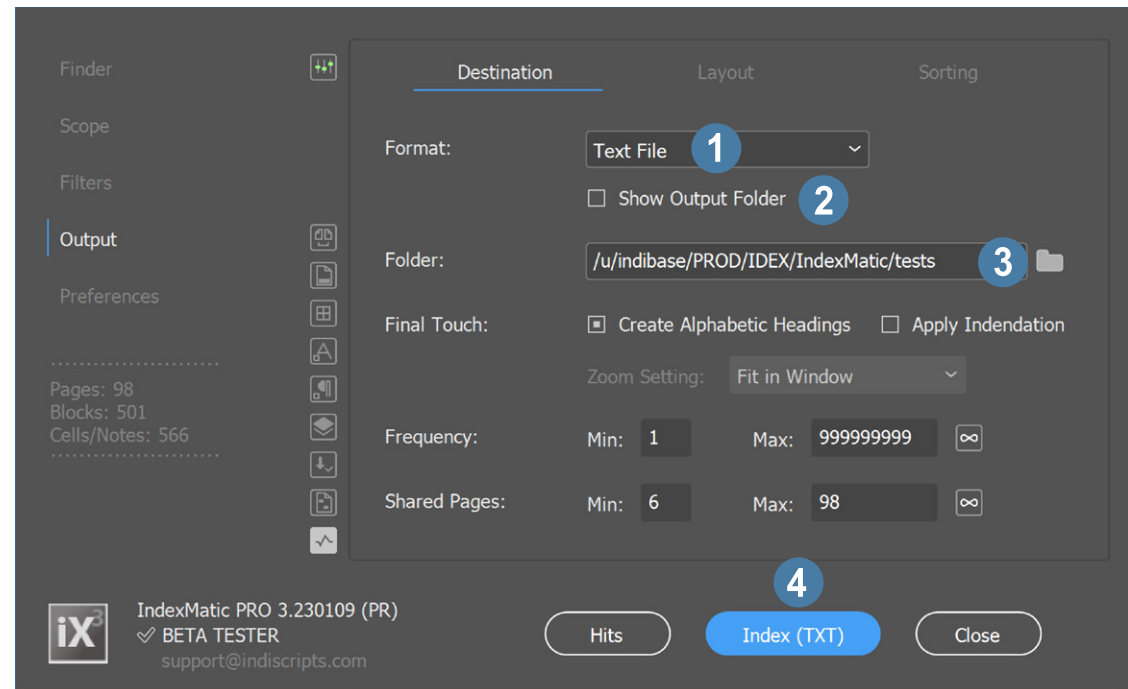 Finder
Scope
Filters
Output
Preferences
Pages: 98
Blocks: 501
Cells/Notes: 566
Destination Layout Sorting
Format: Text File 1
Show Output Folder 2
Folder: /u/indibase/PROD/IDEX/IndexMatic/tests 3
Final Touch: Create Alphabetic Headings Apply Indentation
Zoom Setting: Fit in Window
Frequency: Min: 1 Max: 999999999 ∞
Shared Pages: Min: 6 Max: 98 ∞
4
iX3 IndexMatic PRO 3.230109 (PR)
BETA TESTER
support@indiscripts.com
Hits Index (TXT) Close